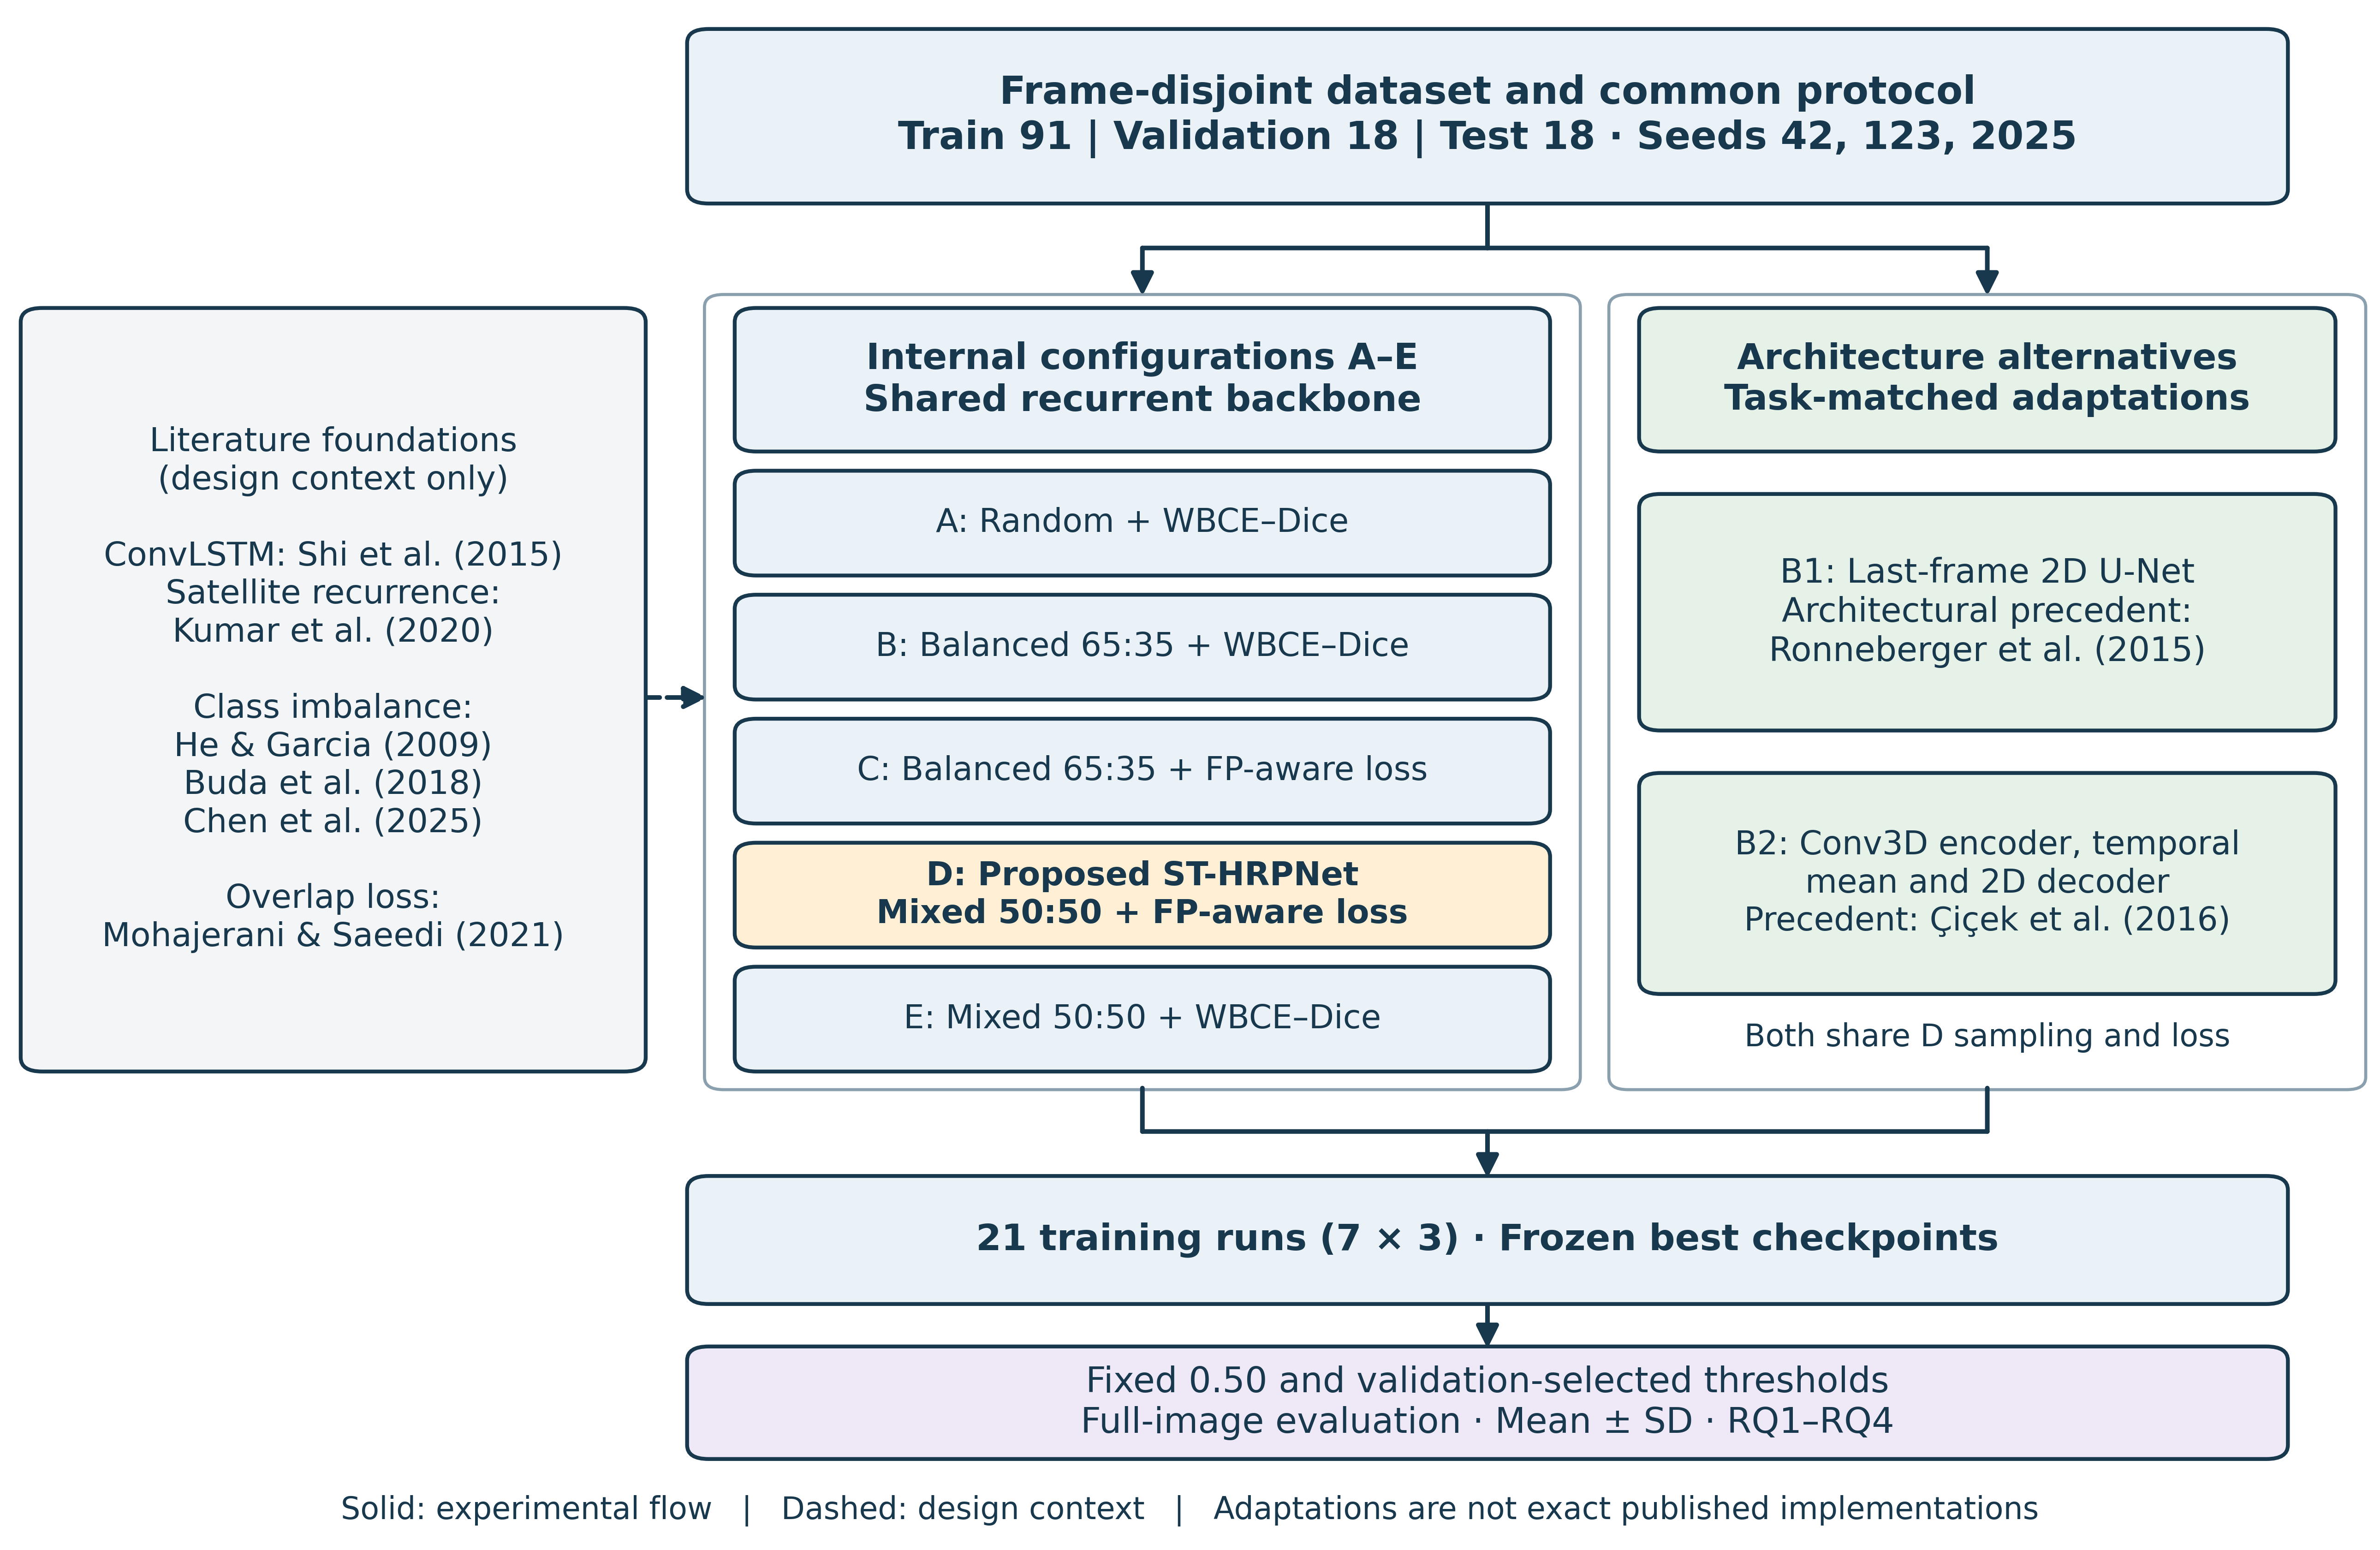 Frame-disjoint dataset and common protocol
Train 91 | Validation 18 | Test 18 · Seeds 42, 123, 2025
Literature foundations
(design context only)
ConvLSTM: Shi et al. (2015)
Satellite recurrence:
Kumar et al. (2020)
Class imbalance:
He & Garcia (2009)
Buda et al. (2018)
Chen et al. (2025)
Overlap loss:
Mohajerani & Saeedi (2021)
Internal configurations A–E
Shared recurrent backbone
A: Random + WBCE–Dice
B: Balanced 65:35 + WBCE–Dice
C: Balanced 65:35 + FP-aware loss
D: Proposed ST-HRPNet
Mixed 50:50 + FP-aware loss
E: Mixed 50:50 + WBCE–Dice
Architecture alternatives
Task-matched adaptations
B1: Last-frame 2D U-Net
Architectural precedent:
Ronneberger et al. (2015)
B2: Conv3D encoder, temporal
mean and 2D decoder
Precedent: Çiçek et al. (2016)
Both share D sampling and loss
21 training runs (7 × 3) · Frozen best checkpoints
Fixed 0.50 and validation-selected thresholds
Full-image evaluation · Mean ± SD · RQ1–RQ4
Solid: experimental flow | Dashed: design context | Adaptations are not exact published implementations